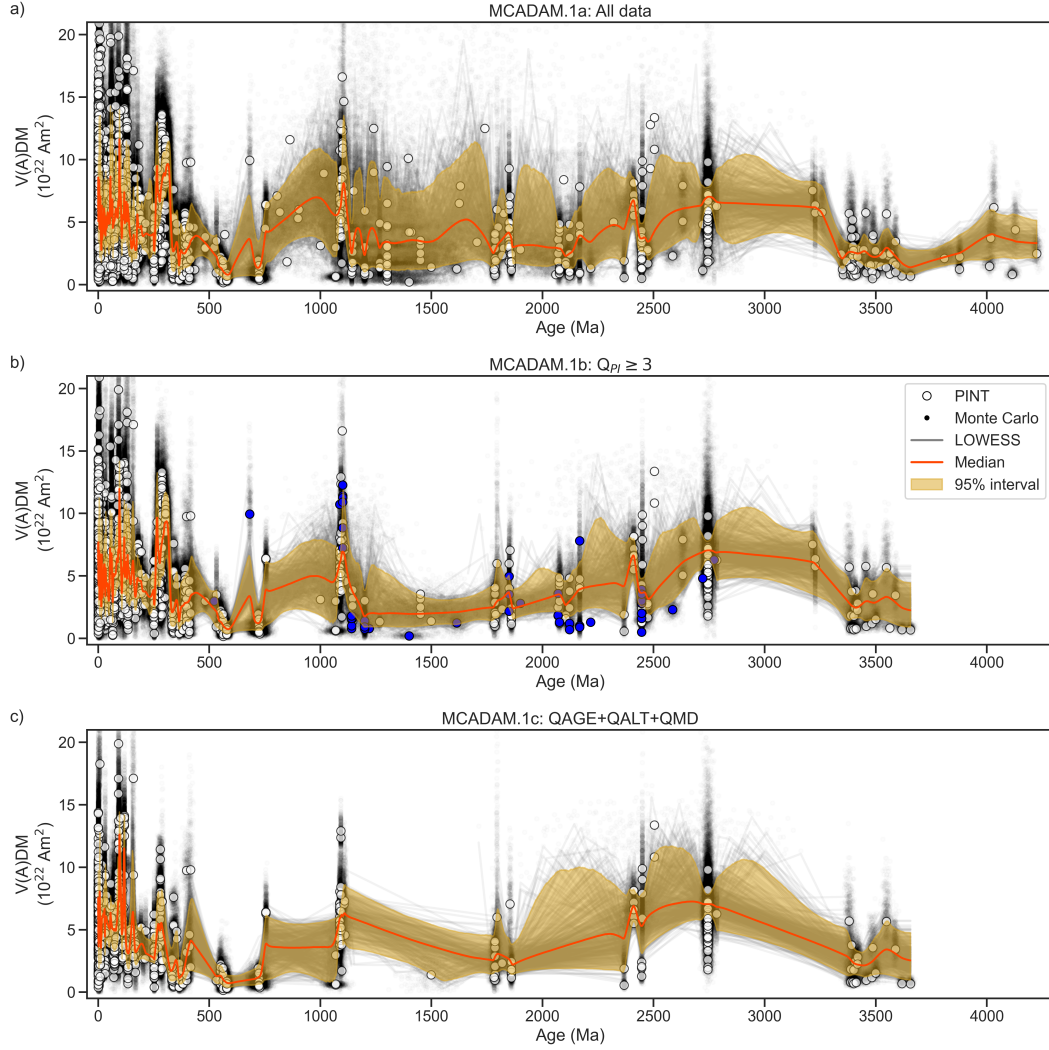 a)
MCADAM.1a: All data
V(A)DM
(10²² Am²)
20
15
10
5
0
0 500 1000 1500 2000 2500 3000 3500 4000
Age (Ma)
b)
MCADAM.1b: Q_PI ≥ 3
V(A)DM
(10²² Am²)
20
15
10
5
0
PINT
Monte Carlo
LOWESS
Median
95% interval
0 500 1000 1500 2000 2500 3000 3500 4000
Age (Ma)
c)
MCADAM.1c: QAGE+QALT+QMD
V(A)DM
(10²² Am²)
20
15
10
5
0
0 500 1000 1500 2000 2500 3000 3500 4000
Age (Ma)